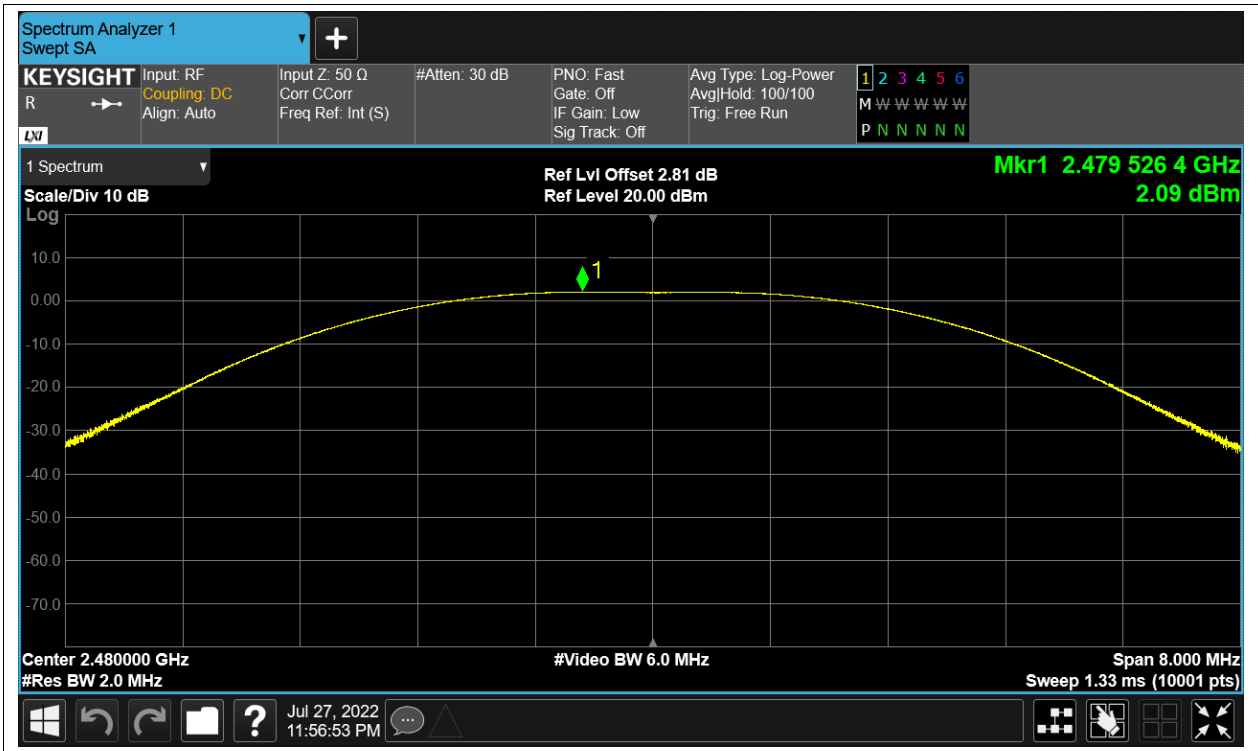 Spectrum Analyzer 1
Swept SA
▼
+
KEYSIGHT
R
LXI
Input: RF
Coupling: DC
Align: Auto
Input Z: 50 Ω
Corr CCorr
Freq Ref: Int (S)
#Atten: 30 dB
PNO: Fast
Gate: Off
IF Gain: Low
Sig Track: Off
Avg Type: Log-Power
Avg|Hold: 100/100
Trig: Free Run
1 2 3 4 5 6
M W W W W W
P N N N N N
1 Spectrum ▼
Scale/Div 10 dB
Log
Ref Lvl Offset 2.81 dB
Ref Level 20.00 dBm
Mkr1 2.479 526 4 GHz
2.09 dBm
10.0
0.00
-10.0
-20.0
-30.0
-40.0
-50.0
-60.0
-70.0
1
Center 2.480000 GHz
#Res BW 2.0 MHz
#Video BW 6.0 MHz
Span 8.000 MHz
Sweep 1.33 ms (10001 pts)
?
Jul 27, 2022
11:56:53 PM